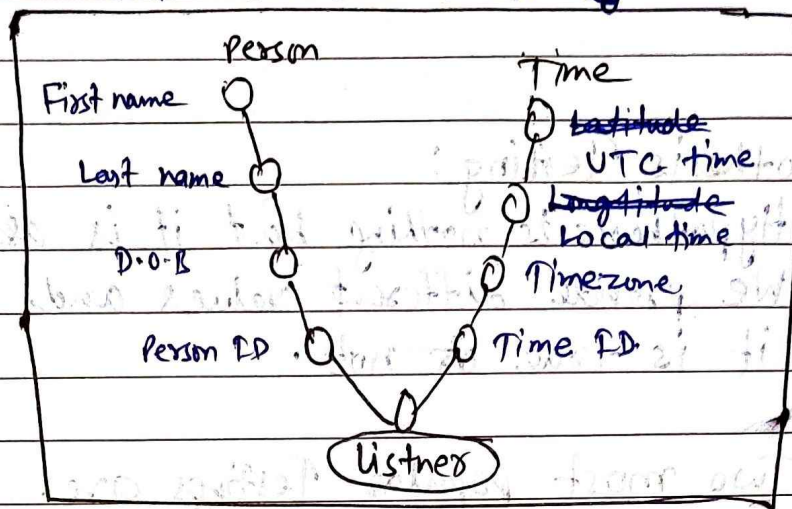 Person
Time
First name
Latitude
UTC time
Last name
Longtitude
Local time
D.O.B
Timezone
Person ID
Time ID
Listner